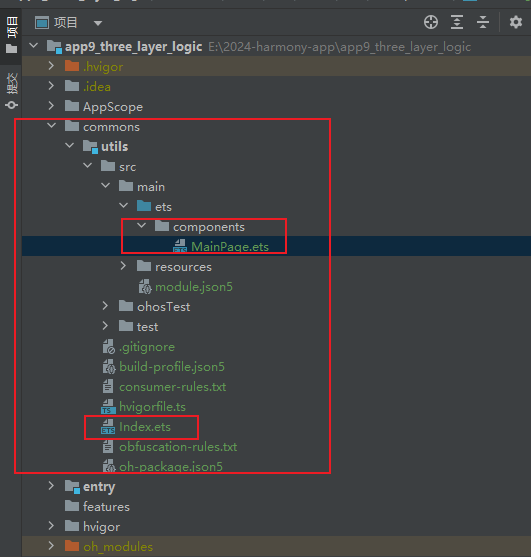 项目
项目
提交
app9_three_layer_logic E:\2024-harmony-app\app9_three_layer_logic
.hvigor
.idea
AppScope
commons
utils
src
main
ets
components
MainPage.ets
resources
module.json5
ohosTest
test
.gitignore
build-profile.json5
consumer-rules.txt
hvigorfile.ts
Index.ets
obfuscation-rules.txt
oh-package.json5
entry
features
hvigor
oh_modules